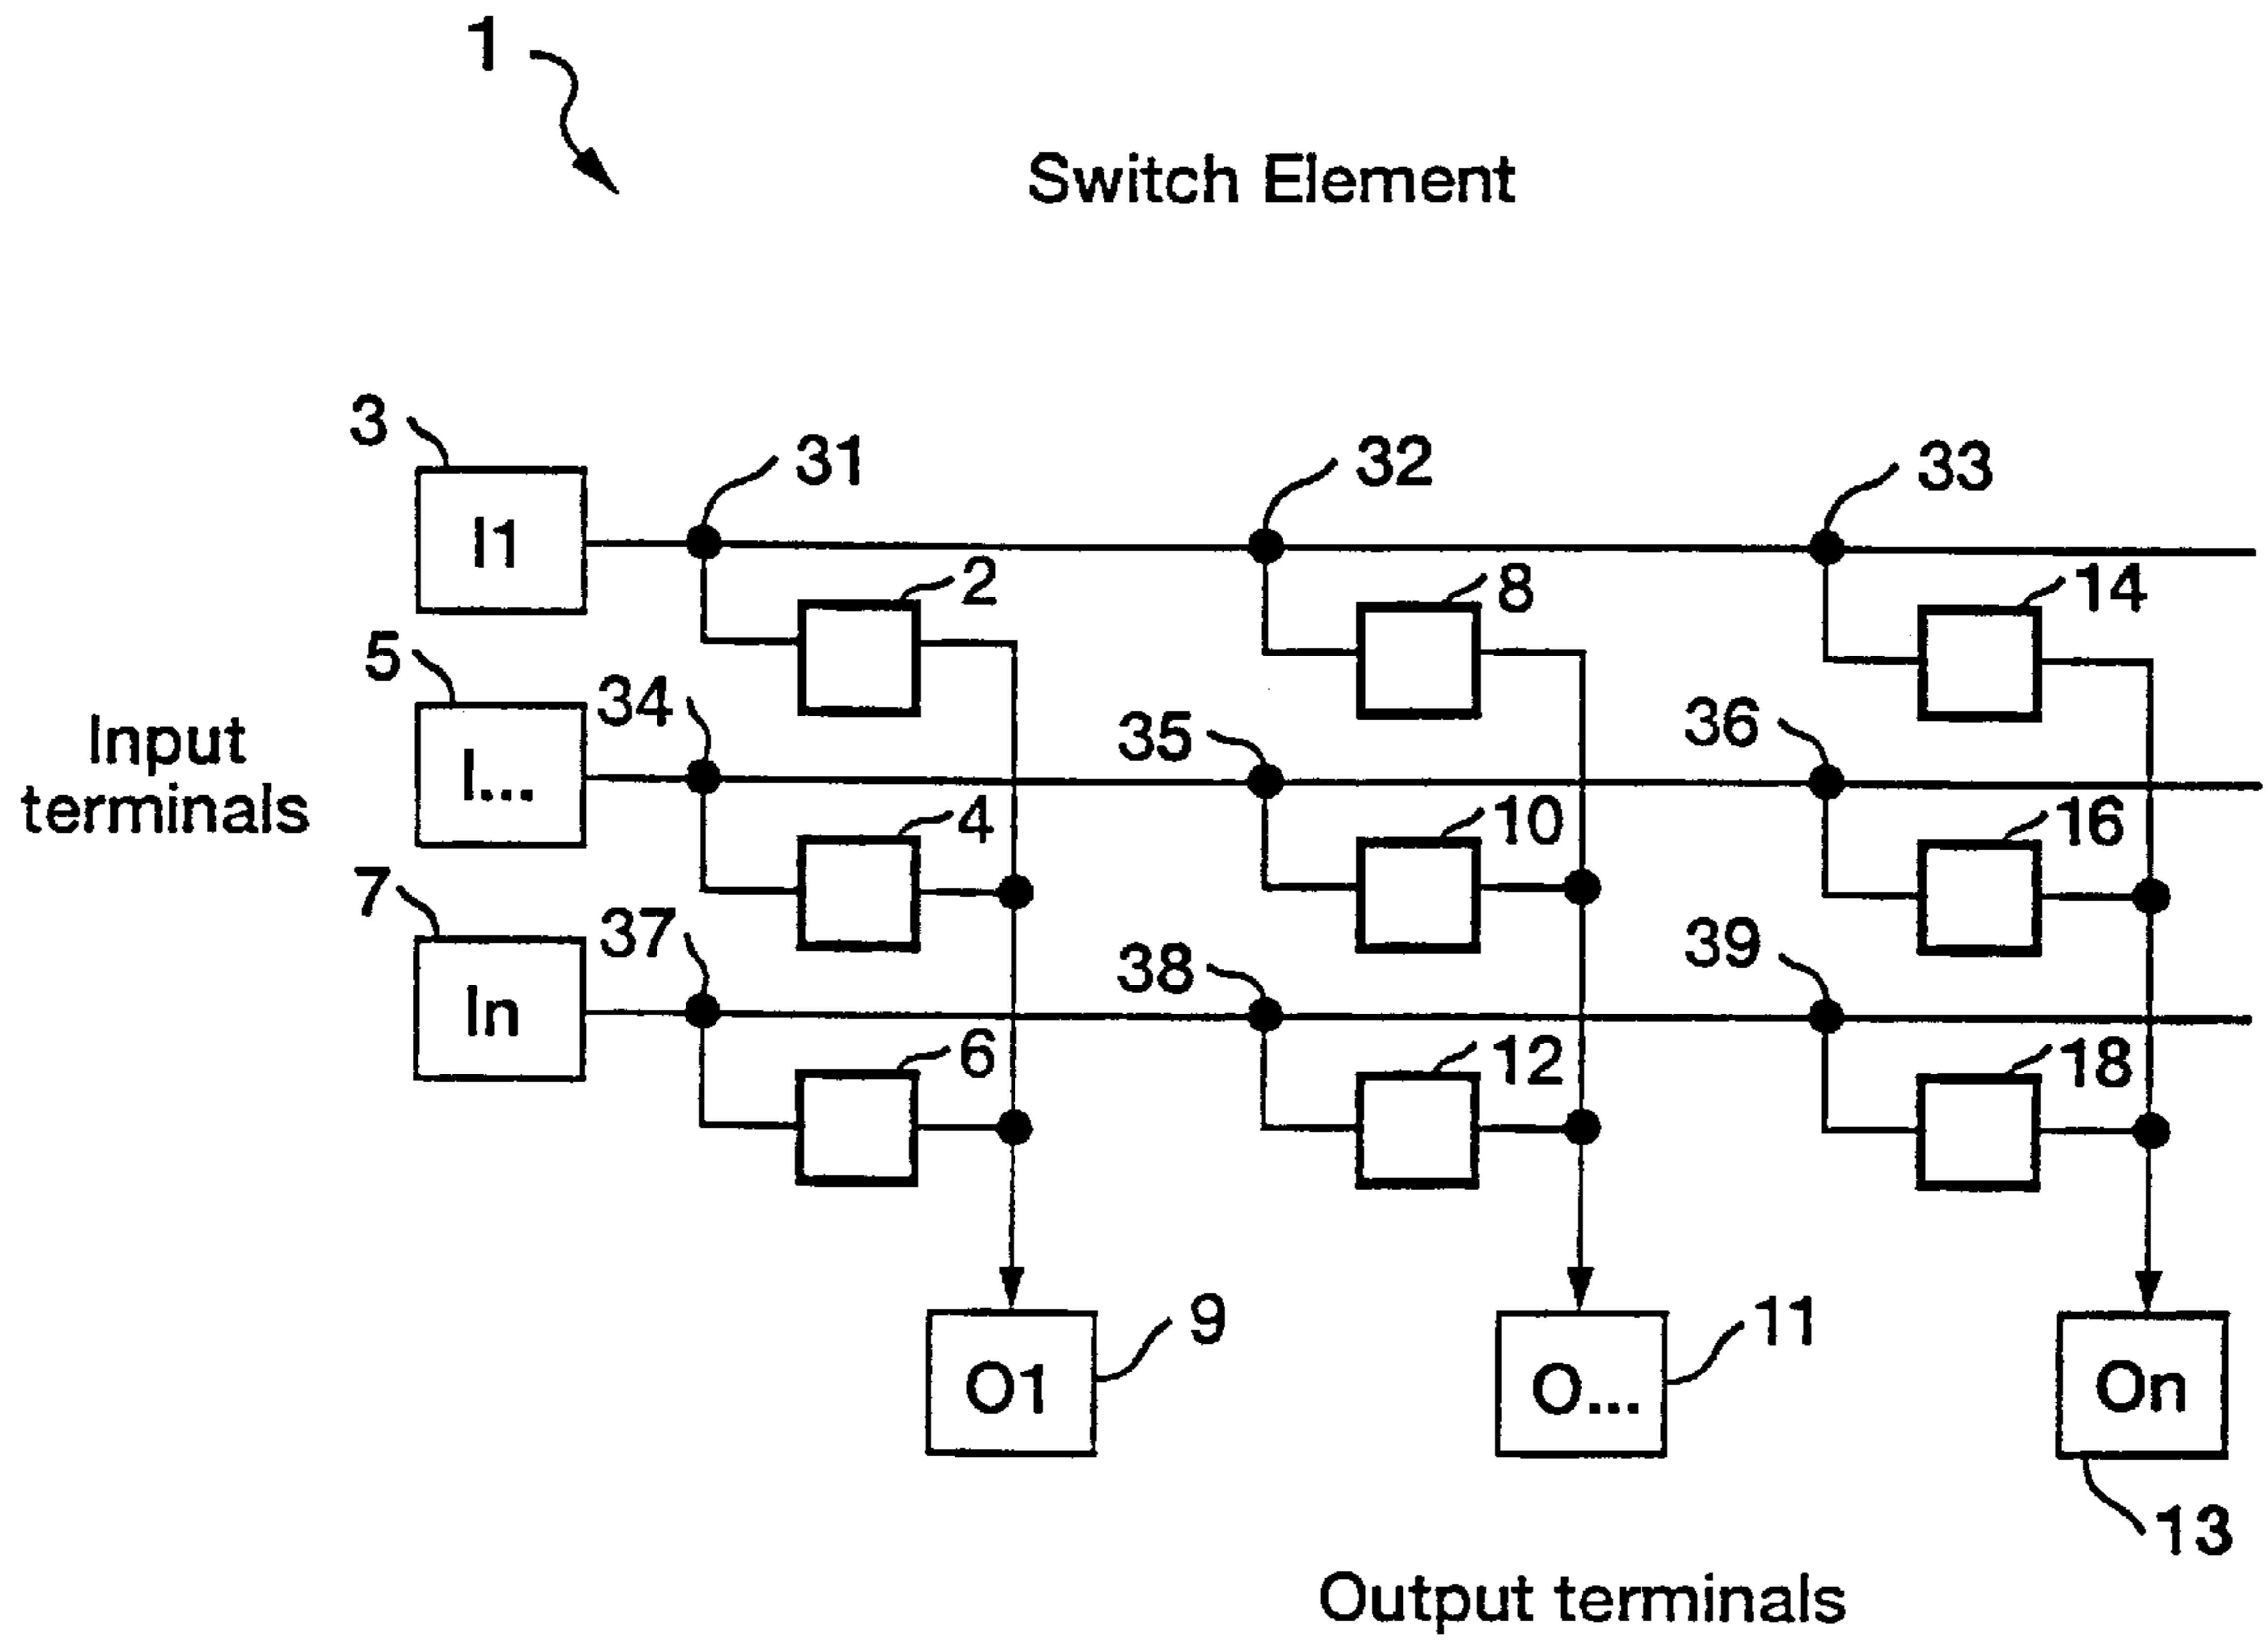 1
Switch Element
3
31
32
33
I1
2
8
14
5
34
35
36
Input
terminals
I...
4
10
16
7
37
38
39
In
6
12
18
9
11
O1
O...
On
13
Output terminals